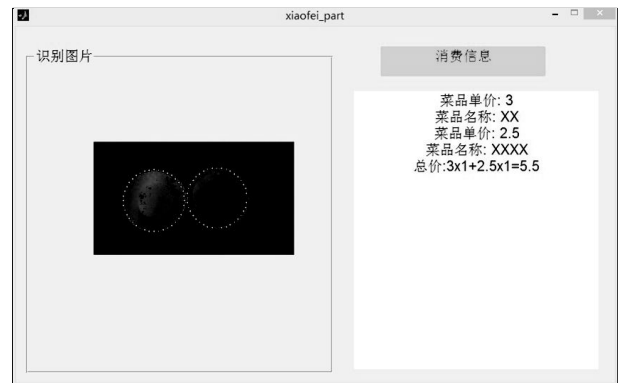 xiaofei_part
识别图片
消费信息
菜品单价: 3
菜品名称: XX
菜品单价: 2.5
菜品名称: XXXX
总价:3x1+2.5x1=5.5